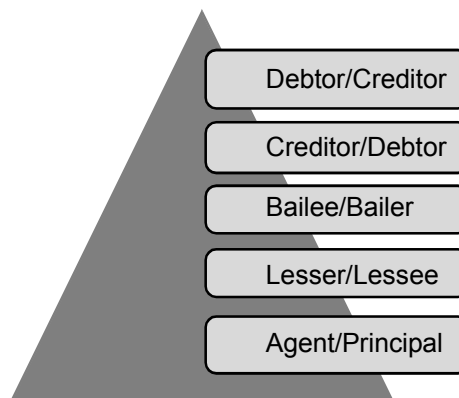 Debtor/Creditor
Creditor/Debtor
Bailee/Bailer
Lesser/Lessee
Agent/Principal